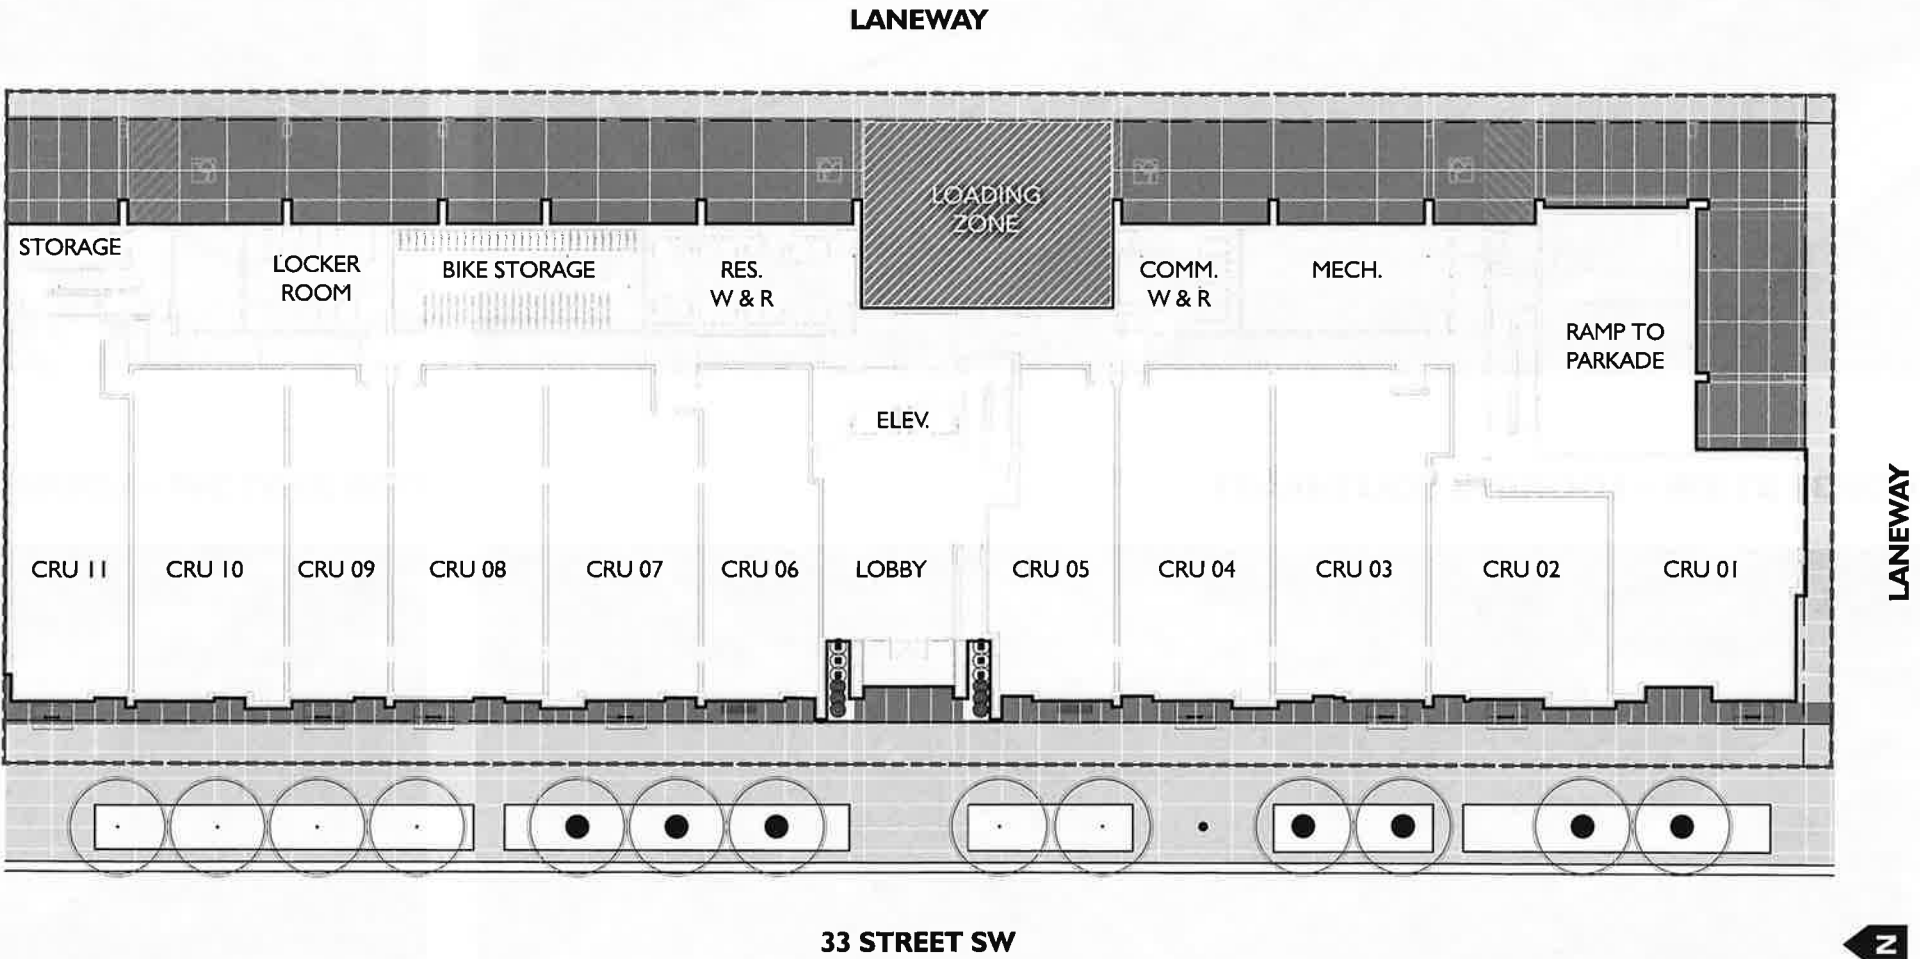 LANEWAY
LOADING
ZONE
STORAGE
LOCKER
ROOM
BIKE STORAGE
RES.
W & R
COMM.
W & R
MECH.
RAMP TO
PARKADE
ELEV.
CRU 11
CRU 10
CRU 09
CRU 08
CRU 07
CRU 06
LOBBY
CRU 05
CRU 04
CRU 03
CRU 02
CRU 01
LANEWAY
33 STREET SW
N